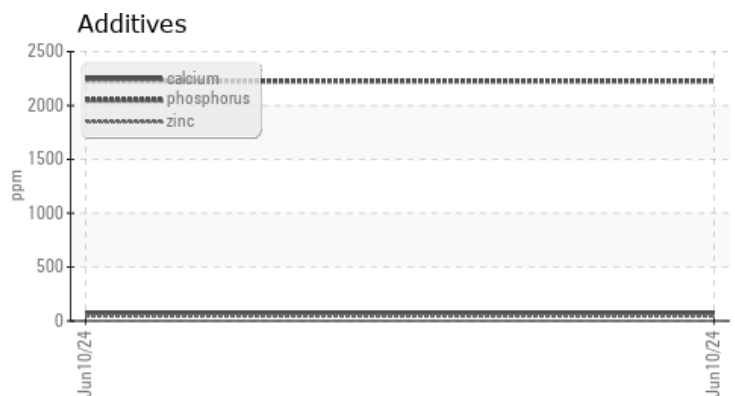 Additives
2500
2000
1500
1000
500
0
ppm
calcium
phosphorus
zinc
Jun10/24
Jun10/24